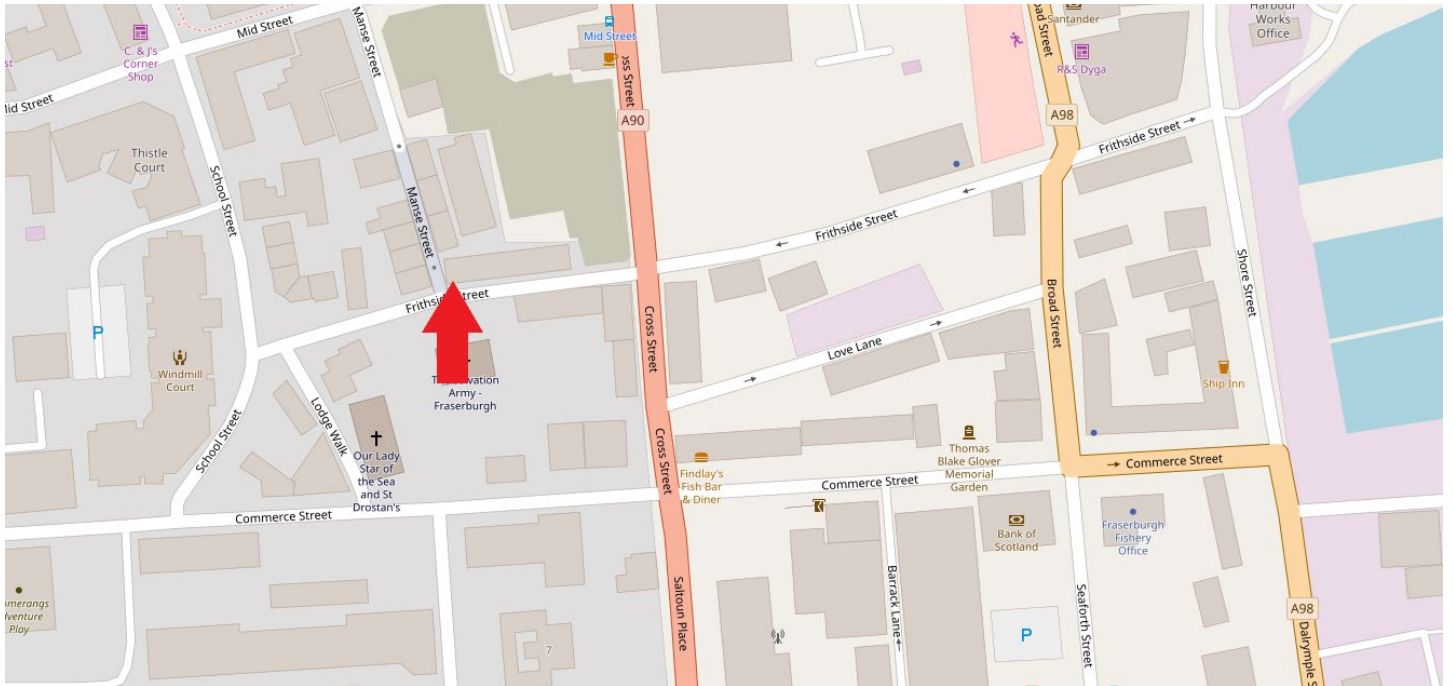 Mid Street
C. & J's
Corner
Shop
Manse Street
Mid Street
Cross Street
A90
Broad Street
Santander
R&S Dyga
Harbour
Works
Office
A98
Frithside Street
Mid Street
Thistle
Court
School Street
Manse Street
Frithside Street
Shore Street
Frithside Street
P
Windmill
Court
Cross Street
Love Lane
Broad Street
Ship Inn
Army -
Fraserburgh
Lodge Walk
School Street
Our Lady
Star of
the Sea
and St
Drostan's
Cross Street
Findlay's
Fish Bar
& Diner
Thomas
Blake Glover
Memorial
Garden
Commerce Street
Commerce Street
Commerce Street
Bank of
Scotland
Fraserburgh
Fishery
Office
Saltoun Place
Barrack Lane
Seaforth Street
P
A98
Dalrymple
Play
7